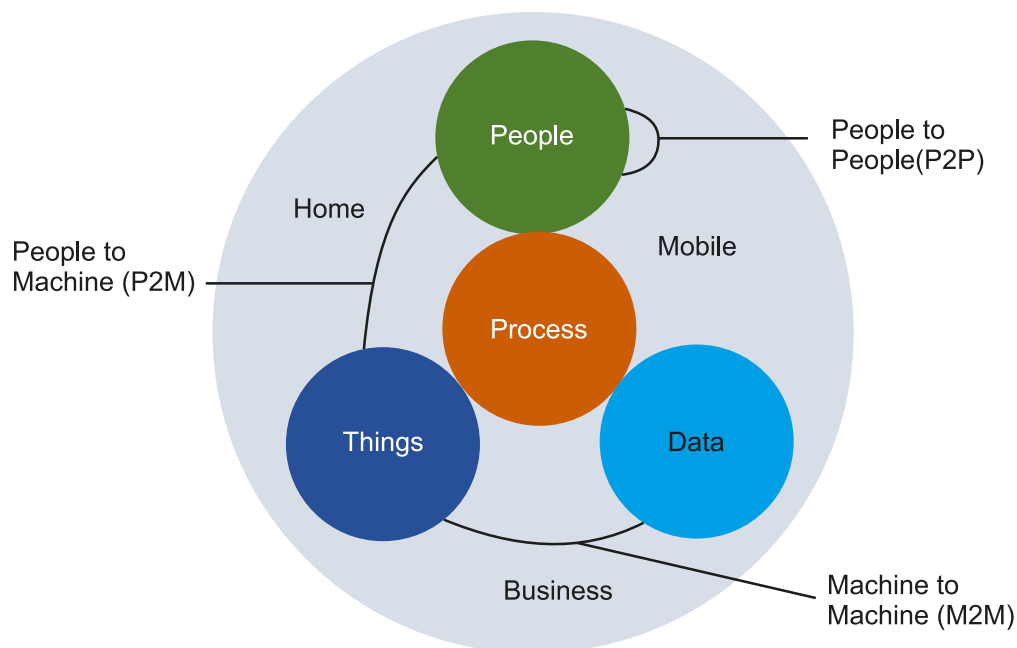 People
People to
People(P2P)
Home
Mobile
People to
Machine (P2M)
Process
Things
Data
Business
Machine to
Machine (M2M)